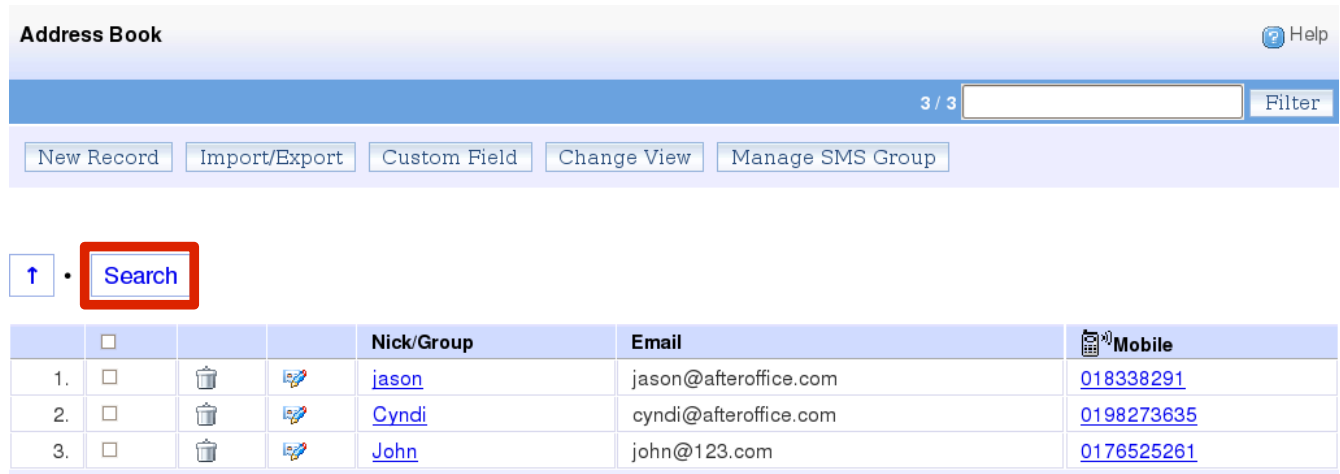 Address Book Help
3 / 3 Filter
New Record Import/Export Custom Field Change View Manage SMS Group
↑ • Search
Nick/Group Email Mobile
1. jason jason@afteroffice.com 018338291
2. Cyndi cyndi@afteroffice.com 0198273635
3. John john@123.com 0176525261